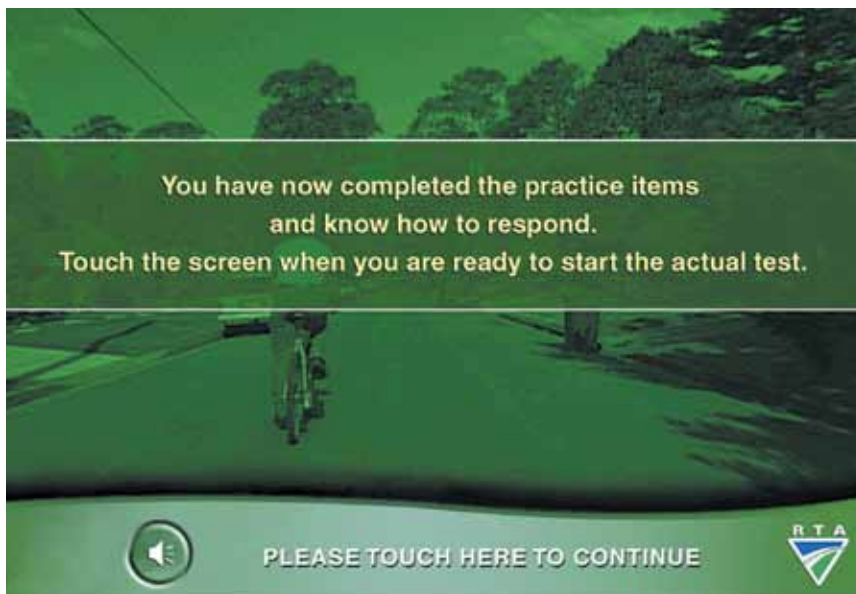 You have now completed the practice items
and know how to respond.
Touch the screen when you are ready to start the actual test.
PLEASE TOUCH HERE TO CONTINUE
RTA